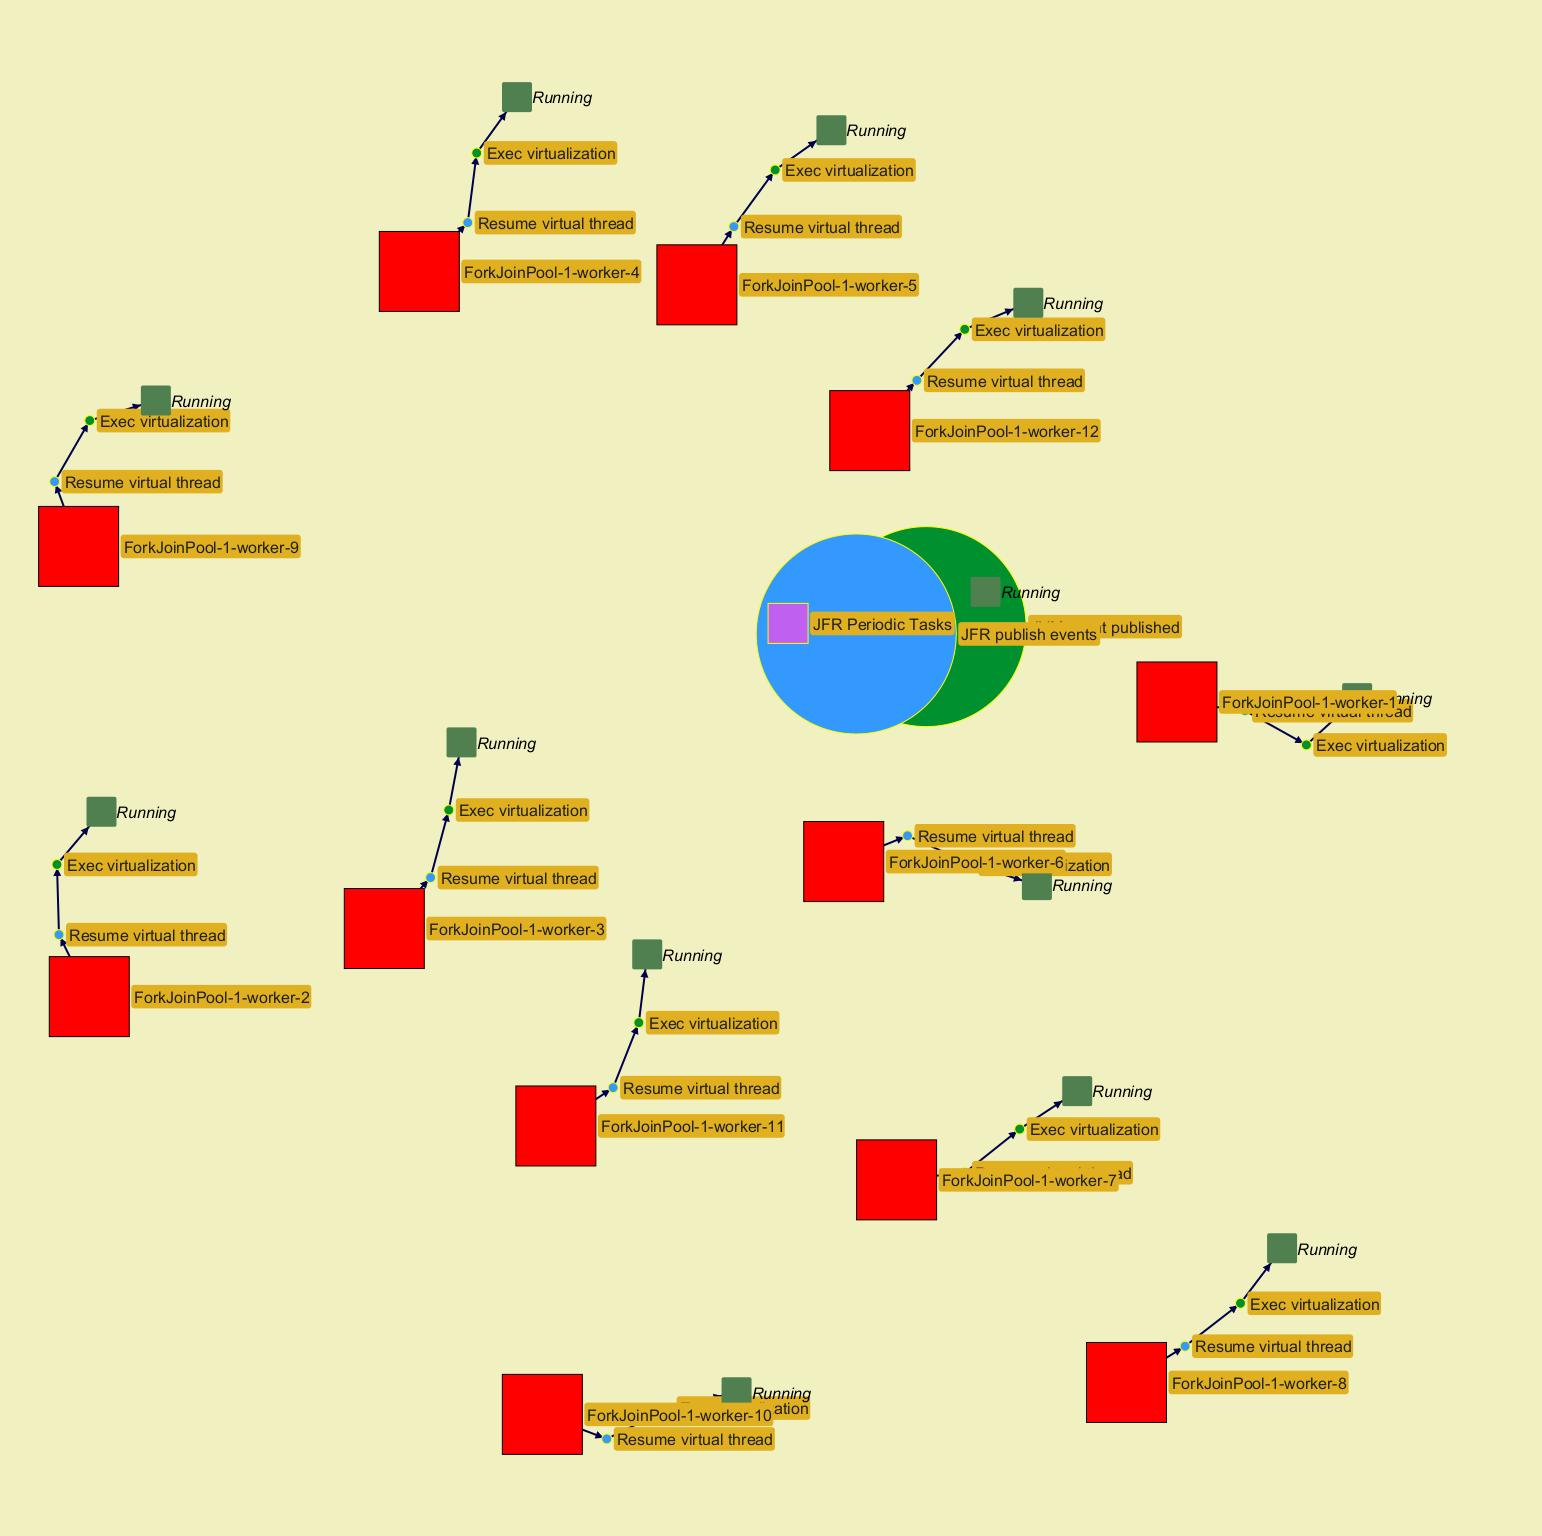 Running
Exec virtualization
Resume virtual thread
ForkJoinPool-1-worker-4
Running
Exec virtualization
Resume virtual thread
ForkJoinPool-1-worker-5
Running
Exec virtualization
Resume virtual thread
ForkJoinPool-1-worker-12
Running
Exec virtualization
Resume virtual thread
ForkJoinPool-1-worker-9
Running
JFR Periodic Tasks
JFR publish events
published
ForkJoinPool-1-worker-1
Resume virtual thread
Exec virtualization
Running
Exec virtualization
Resume virtual thread
ForkJoinPool-1-worker-3
Running
Exec virtualization
Resume virtual thread
ForkJoinPool-1-worker-2
Resume virtual thread
ForkJoinPool-1-worker-6
Running
Running
Exec virtualization
Resume virtual thread
ForkJoinPool-1-worker-11
Running
Exec virtualization
ForkJoinPool-1-worker-7
Running
Exec virtualization
Resume virtual thread
ForkJoinPool-1-worker-8
Running
ForkJoinPool-1-worker-10
Resume virtual thread